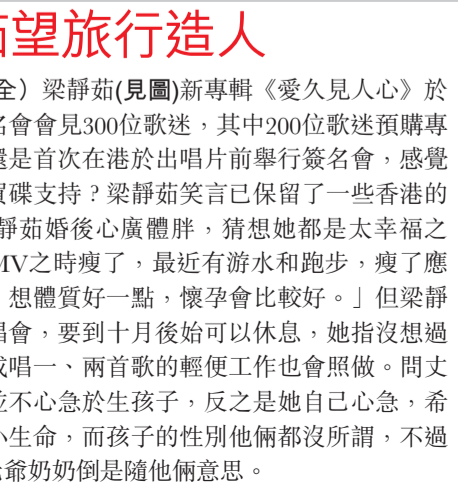 望旅行造人
全）梁靜茹(見圖)新專輯《愛久見人心》於
名會會見300位歌迷，其中200位歌迷預購專
還是首次在港於出唱片前舉行簽名會，感覺
買碟支持？梁靜茹笑言已保留了一些香港的
靜茹婚後心廣體胖，猜想她都是太幸福之
MV之時瘦了，最近有游水和跑步，瘦了應
，想體質好一點，懷孕會比較好。」但梁靜
唱會，要到十月後始可以休息，她指沒想過
或唱一、兩首歌的輕便工作也會照做。問丈
並不心急於生孩子，反之是她自己心急，希
小生命，而孩子的性別他倆都沒所謂，不過
爺奶奶倒是隨他倆意思。